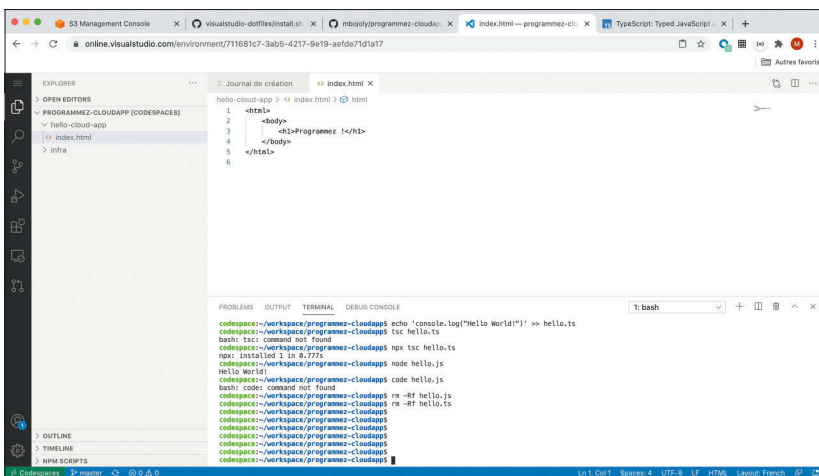 S3 Management Console
visualstudio-dotfiles/install.sh
mbojoly/programmez-cloudap
index.html — programmez-clo
TypeScript: Typed JavaScript
online.visualstudio.com/environment/711681c7-3ab5-4217-9e19-aefde71d1a17
M
Autres favoris
EXPLORER
Journal de création
index.html
OPEN EDITORS
hello-cloud-app > index.html > html
PROGRAMMEZ-CLOUDAPP [CODESPACES]
hello-cloud-app
index.html
infra
1 <html>
2 <body>
3 <h1>Programmez !</h1>
4 </body>
5 </html>
6
PROBLEMS OUTPUT TERMINAL DEBUG CONSOLE
1: bash
codespace:~/workspace/programmez-cloudapp$ echo 'console.log("Hello World!")' >> hello.ts
codespace:~/workspace/programmez-cloudapp$ tsc hello.ts
bash: tsc: command not found
codespace:~/workspace/programmez-cloudapp$ npx tsc hello.ts
npx: installed 1 in 0.777s
codespace:~/workspace/programmez-cloudapp$ node hello.js
Hello World!
codespace:~/workspace/programmez-cloudapp$ code hello.js
bash: code: command not found
codespace:~/workspace/programmez-cloudapp$ rm -Rf hello.js
codespace:~/workspace/programmez-cloudapp$ rm -Rf hello.ts
codespace:~/workspace/programmez-cloudapp$
codespace:~/workspace/programmez-cloudapp$
codespace:~/workspace/programmez-cloudapp$
codespace:~/workspace/programmez-cloudapp$
codespace:~/workspace/programmez-cloudapp$
codespace:~/workspace/programmez-cloudapp$
codespace:~/workspace/programmez-cloudapp$
OUTLINE
TIMELINE
NPM SCRIPTS
Codespaces master 0 0
Ln 1, Col 1 Spaces: 4 UTF-8 LF HTML Layout: French